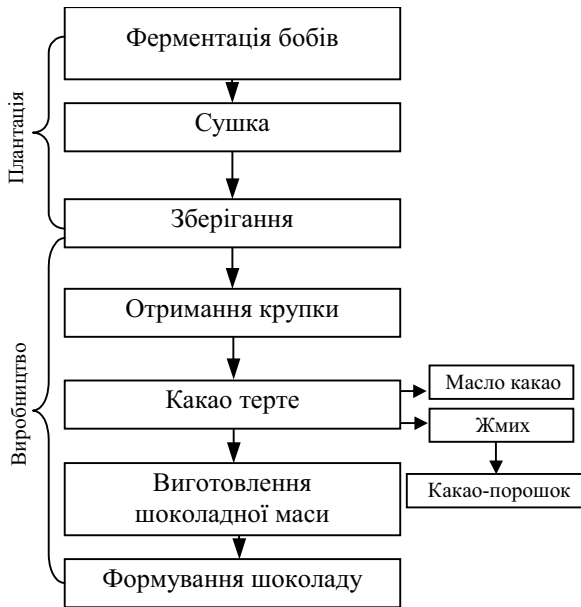 Ферментація бобів
Плантація
Сушка
Зберігання
Отримання крупки
Виробництво
Какао терте
Масло какао
Жмих
Какао-порошок
Виготовлення
шоколадної маси
Формування шоколаду